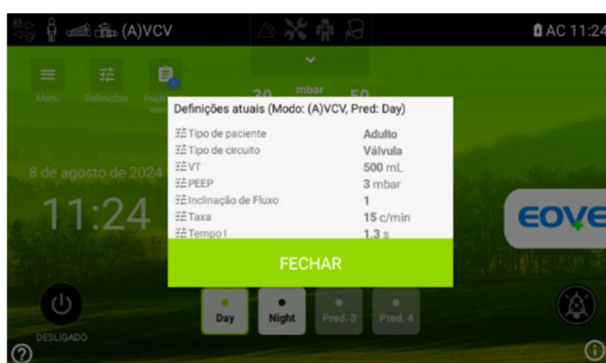 (A)VCV
AC 11:24
Menu
Definições
mbar
Definições atuais (Modo: (A)VCV, Pred: Day)
Tipo de paciente Adulto
Tipo de circuito Válvula
VT 500 mL
PEEP 3 mbar
Inclinação de Fluxo 1
Taxa 15 c/min
Tempo I 1.3 s
FECHAR
8 de agosto de 2024
11:24
EOVE
DESLIGADO
Day
Night
Pred. 3
Pred. 4